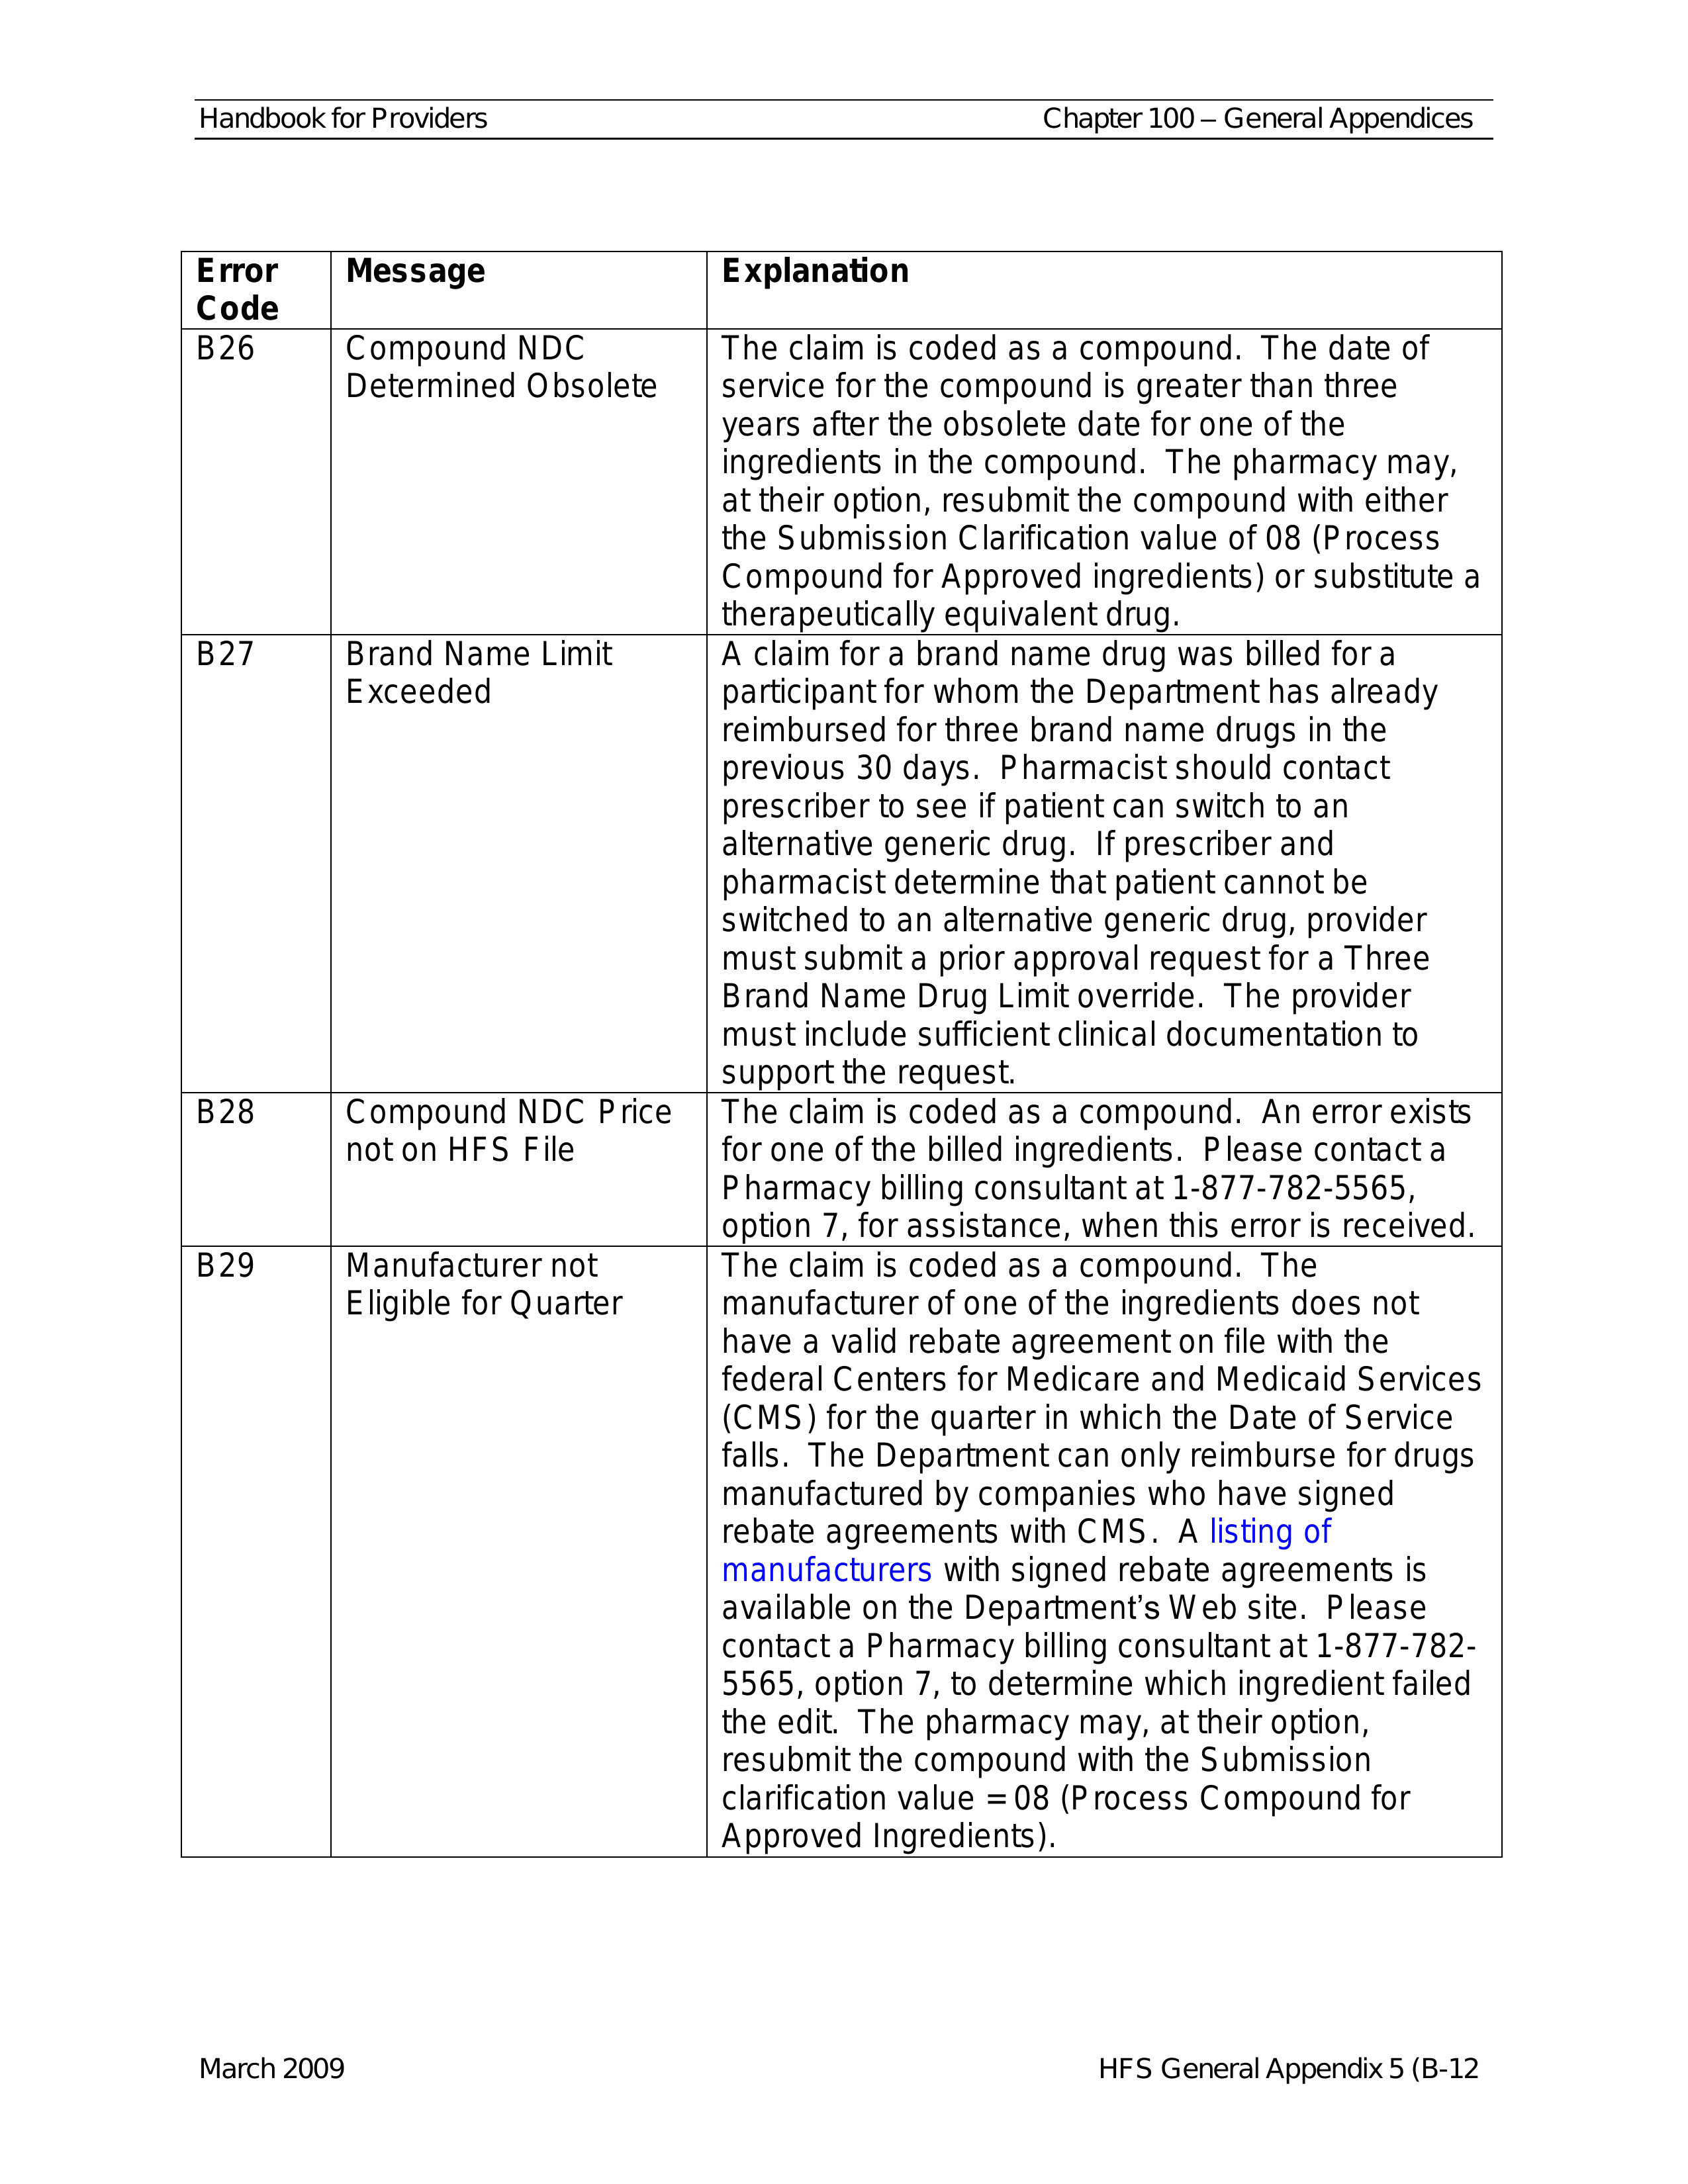 Handbook for Providers
Chapter 100 – General Appendices
Error
Code
Message
Explanation
B26
Compound NDC
Determined Obsolete
The claim is coded as a compound.  The date of
service for the compound is greater than three
years after the obsolete date for one of the
ingredients in the compound.  The pharmacy may,
at their option, resubmit the compound with either
the Submission Clarification value of 08 (Process
Compound for Approved ingredients) or substitute a
therapeutically equivalent drug.
B27
Brand Name Limit
Exceeded
A claim for a brand name drug was billed for a
participant for whom the Department has already
reimbursed for three brand name drugs in the
previous 30 days.  Pharmacist should contact
prescriber to see if patient can switch to an
alternative generic drug.  If prescriber and
pharmacist determine that patient cannot be
switched to an alternative generic drug, provider
must submit a prior approval request for a Three
Brand Name Drug Limit override.  The provider
must include sufficient clinical documentation to
support the request.
B28
Compound NDC Price
not on HFS File
The claim is coded as a compound.  An error exists
for one of the billed ingredients.  Please contact a
Pharmacy billing consultant at 1-877-782-5565,
option 7, for assistance, when this error is received.
B29
Manufacturer not
Eligible for Quarter
The claim is coded as a compound.  The
manufacturer of one of the ingredients does not
have a valid rebate agreement on file with the
federal Centers for Medicare and Medicaid Services
(CMS) for the quarter in which the Date of Service
falls.  The Department can only reimburse for drugs
manufactured by companies who have signed
rebate agreements with CMS.  A listing of
manufacturers with signed rebate agreements is
available on the Department’s Web site.  Please
contact a Pharmacy billing consultant at 1-877-782-
5565, option 7, to determine which ingredient failed
the edit.  The pharmacy may, at their option,
resubmit the compound with the Submission
clarification value = 08 (Process Compound for
Approved Ingredients).
March 2009
HFS General Appendix 5 (B-12